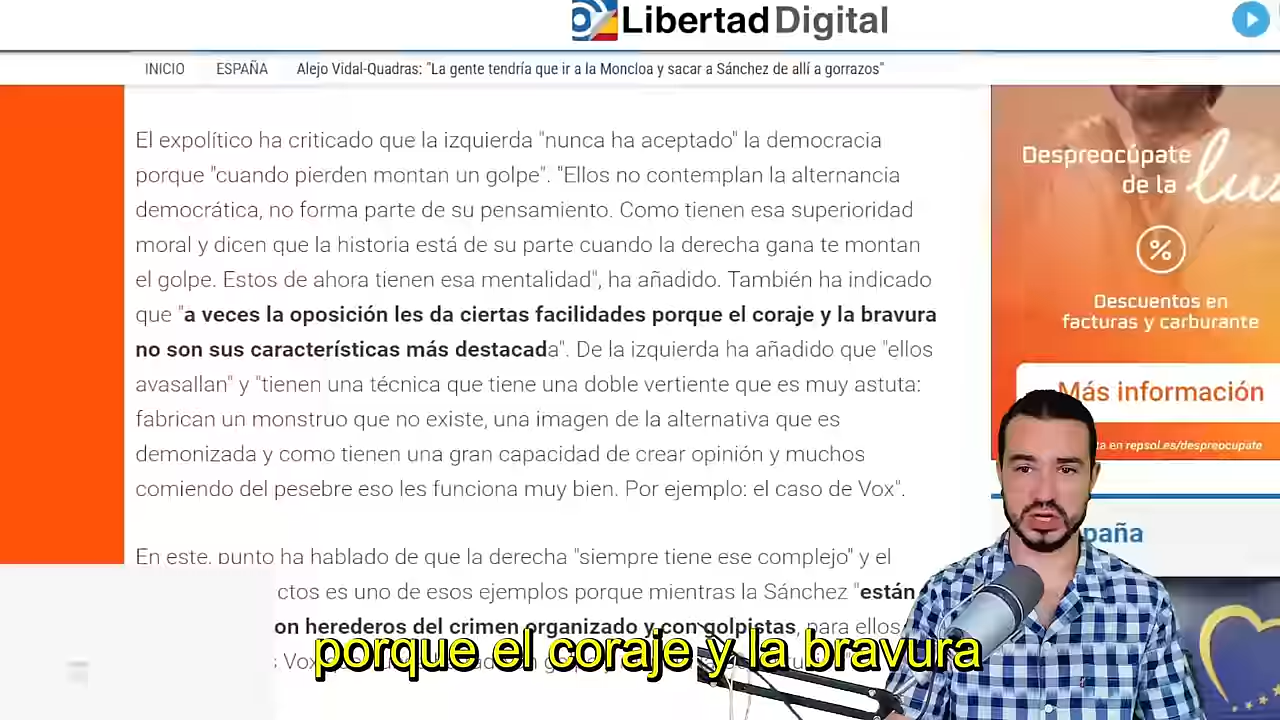 Libertad Digital
INICIO ESPAÑA Alejo Vidal-Quadras: "La gente tendría que ir a la Moncloa y sacar a Sánchez de allí a gorrazos"
El expolítico ha criticado que la izquierda "nunca ha aceptado" la democracia
porque "cuando pierden montan un golpe". "Ellos no contemplan la alternancia
democrática, no forma parte de su pensamiento. Como tienen esa superioridad
moral y dicen que la historia está de su parte cuando la derecha gana te montan
el golpe. Estos de ahora tienen esa mentalidad", ha añadido. También ha indicado
que "a veces la oposición les da ciertas facilidades porque el coraje y la bravura
no son sus características más destacada". De la izquierda ha añadido que "ellos
avasallan" y "tienen una técnica que tiene una doble vertiente que es muy astuta:
fabrican un monstruo que no existe, una imagen de la alternativa que es
demonizada y como tienen una gran capacidad de crear opinión y muchos
comiendo del pesebre eso les funciona muy bien. Por ejemplo: el caso de Vox".
En este, punto ha hablado de que la derecha "siempre tiene ese complejo" y el
ctos es uno de esos ejemplos porque mientras la Sánchez "están
on herederos del crimen organizado y con golpistas, para ellos
Vox
porque el coraje y la bravura
Despreocúpate
de la luz
%
Descuentos en
facturas y carburante
Más información
ta en repsol.es/despreocupate
paña